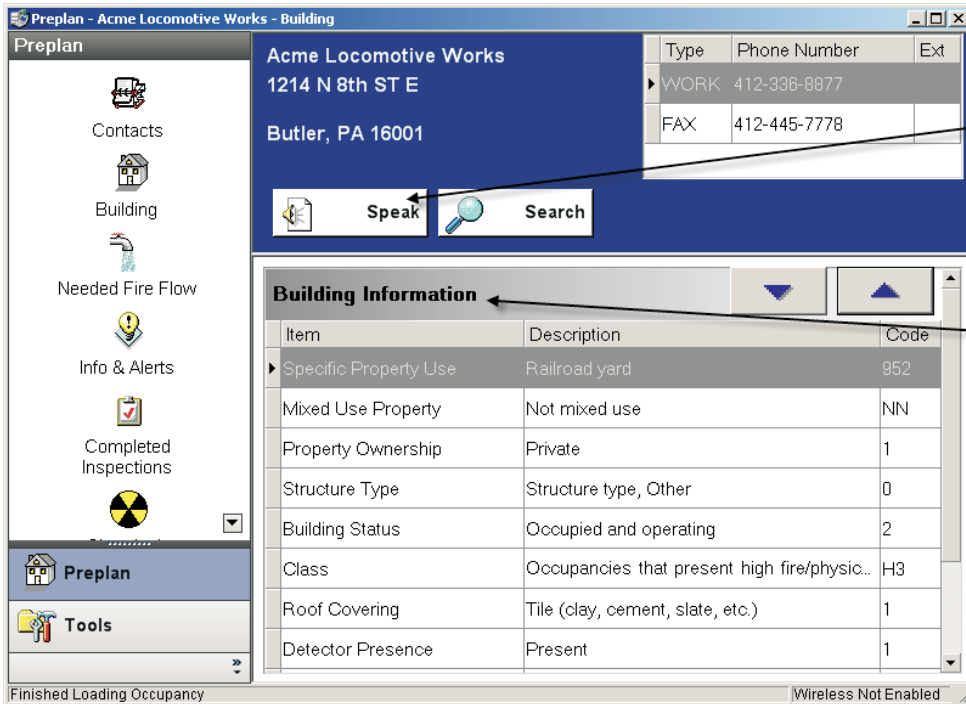 Preplan - Acme Locomotive Works - Building
Preplan
Contacts
Building
Needed Fire Flow
Info & Alerts
Completed
Inspections
Preplan
Tools
Acme Locomotive Works
1214 N 8th ST E
Butler, PA 16001
Type Phone Number Ext
WORK 412-336-8877
FAX 412-445-7778
Speak Search
Building Information
Item Description Code
Specific Property Use Railroad yard 952
Mixed Use Property Not mixed use NN
Property Ownership Private 1
Structure Type Structure type, Other 0
Building Status Occupied and operating 2
Class Occupancies that present high fire/physic... H3
Roof Covering Tile (clay, cement, slate, etc.) 1
Detector Presence Present 1
Finished Loading Occupancy Wireless Not Enabled